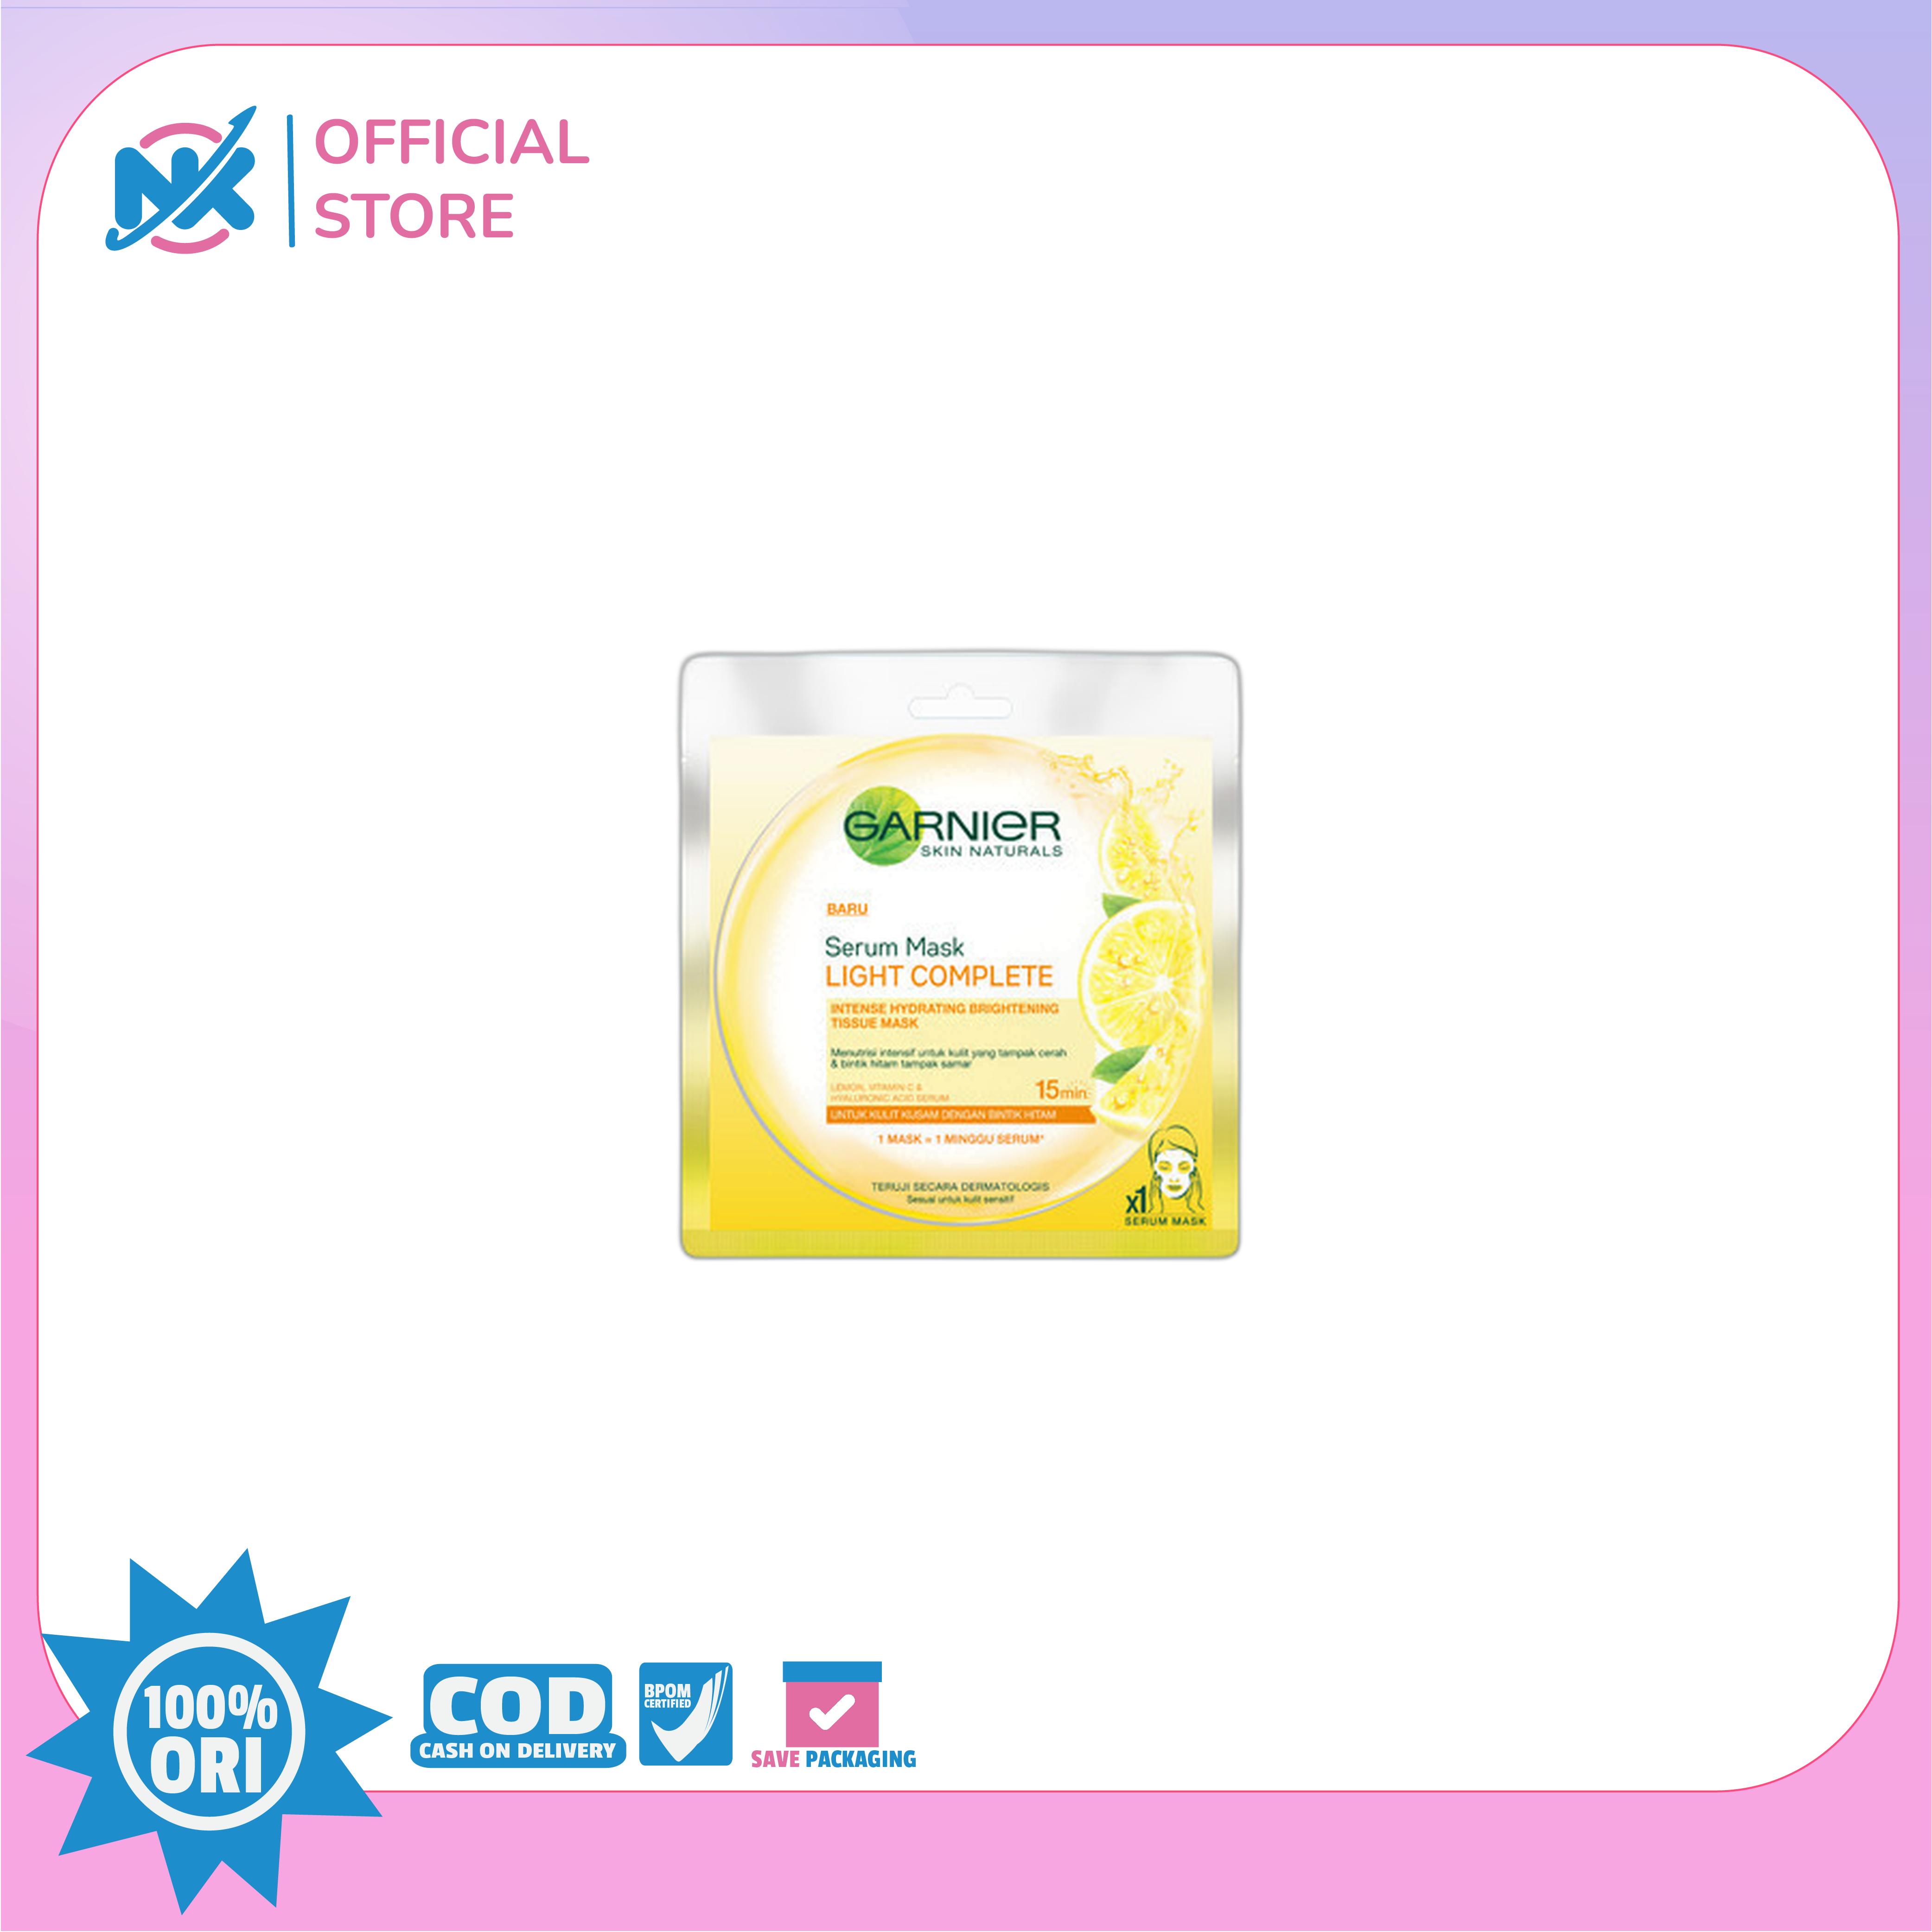 NK
OFFICIAL
STORE
GARNIER
SKIN NATURALS
BARU
Serum Mask
LIGHT COMPLETE
INTENSE HYDRATING BRIGHTENING
TISSUE MASK
Menutrisi intensif untuk kulit yang tampak cerah
& bintik hitam tampak samar
LEMON, VITAMIN C &
HYALURONIC ACID SERUM
15min
UNTUK KULIT KUSAM DENGAN BINTIK HITAM
1 MASK = 1 MINGGU SERUM*
TERUJI SECARA DERMATOLOGIS
Sesuai untuk kulit sensitif
x1
SERUM MASK
100%
ORI
COD
CASH ON DELIVERY
BPOM
CERTIFIED
SAVE PACKAGING